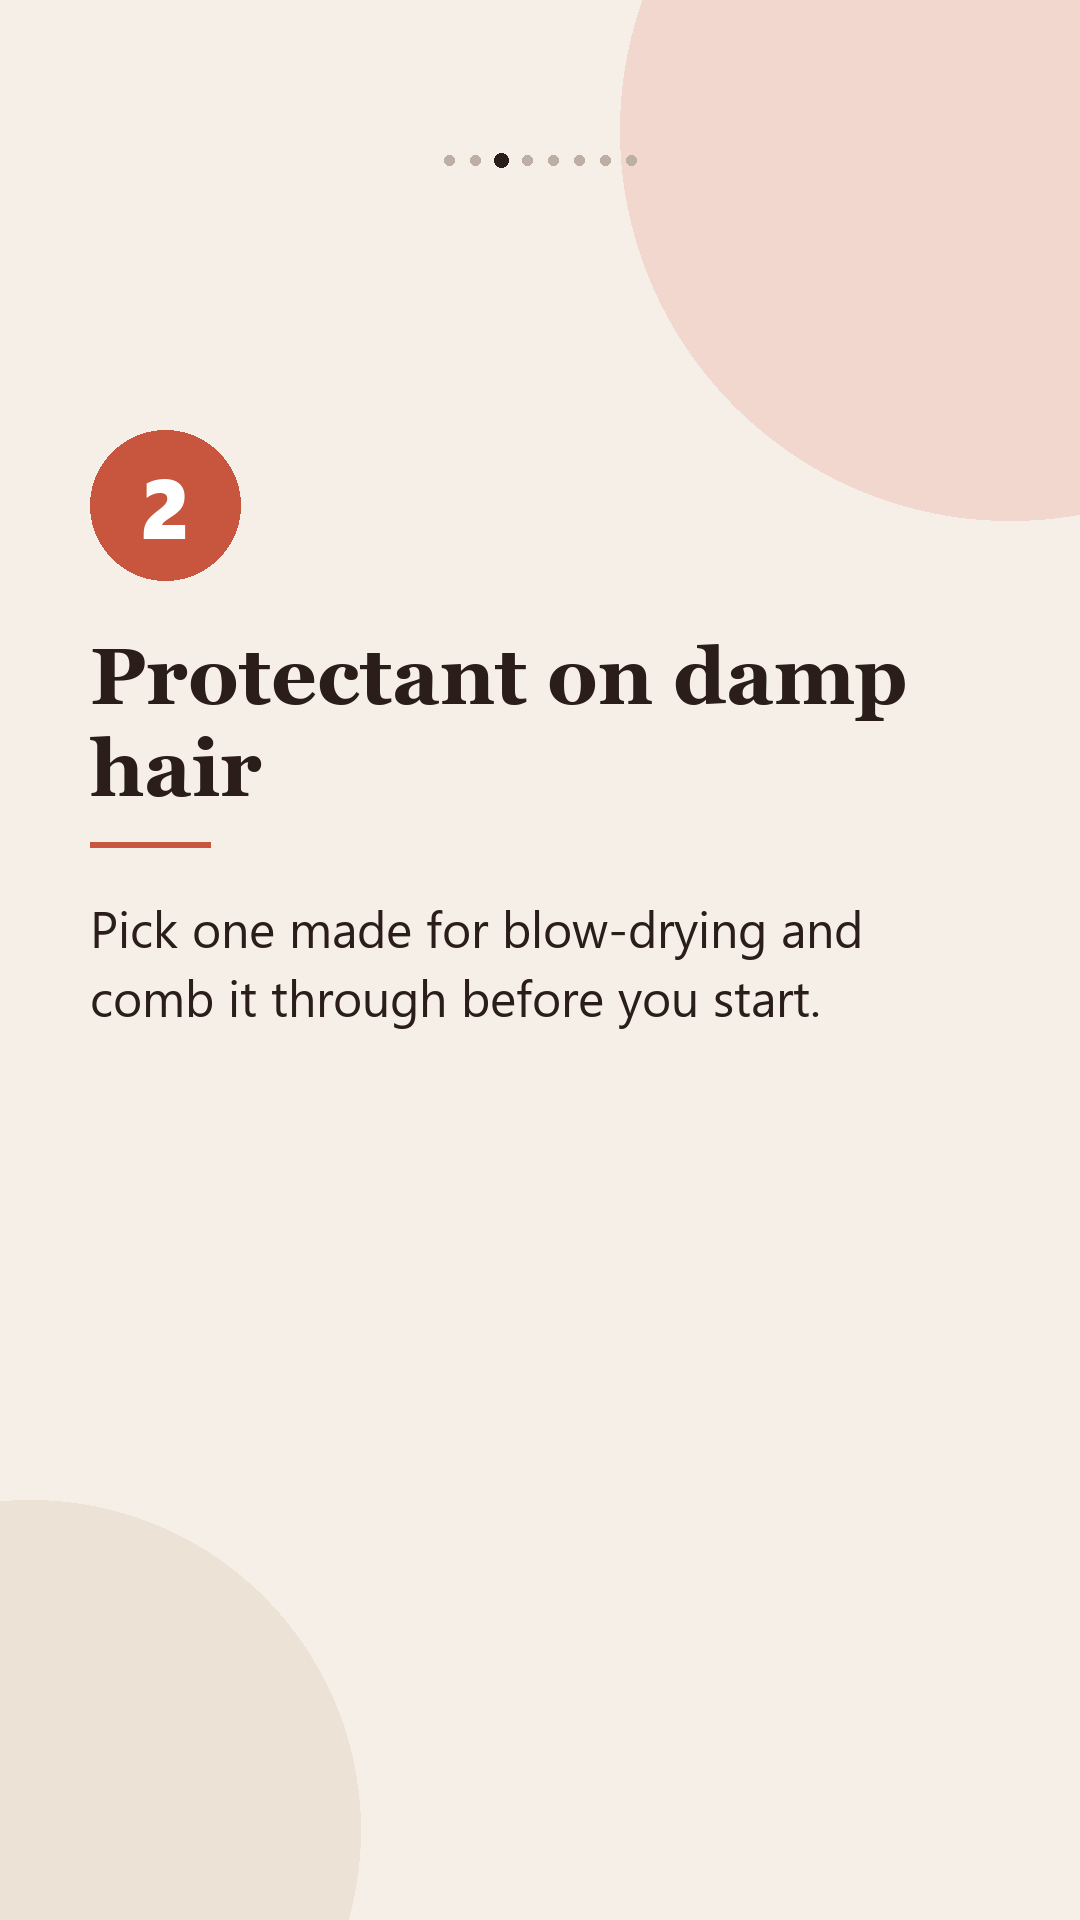 2
Protectant on damp
hair
Pick one made for blow-drying and
comb it through before you start.